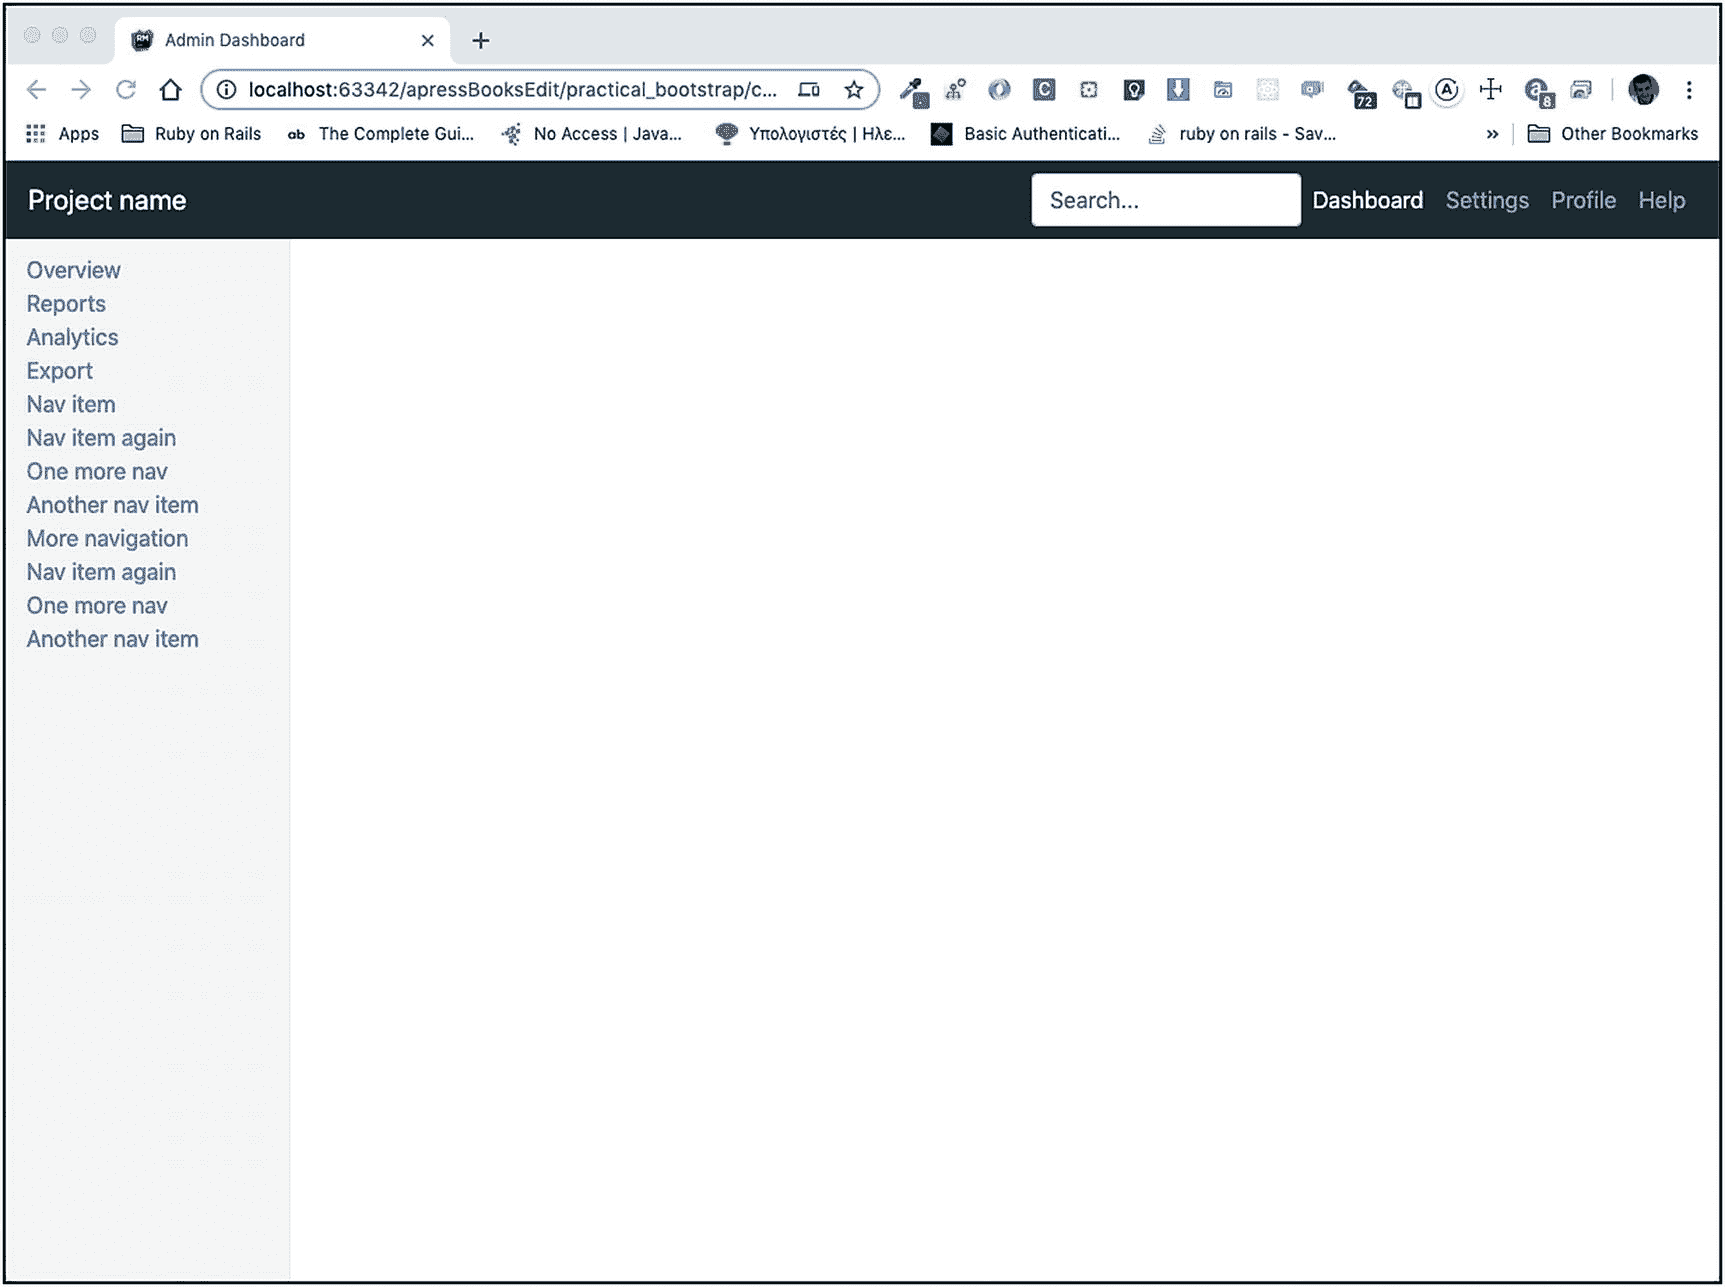 Admin Dashboard
localhost:63342/apressBooksEdit/practical_bootstrap/c...
72
8
Apps Ruby on Rails ab The Complete Gui... No Access | Java... Υπολογιστές | Ηλε... Basic Authenticati... ruby on rails - Sav... » Other Bookmarks
Project name Search... Dashboard Settings Profile Help
Overview
Reports
Analytics
Export
Nav item
Nav item again
One more nav
Another nav item
More navigation
Nav item again
One more nav
Another nav item